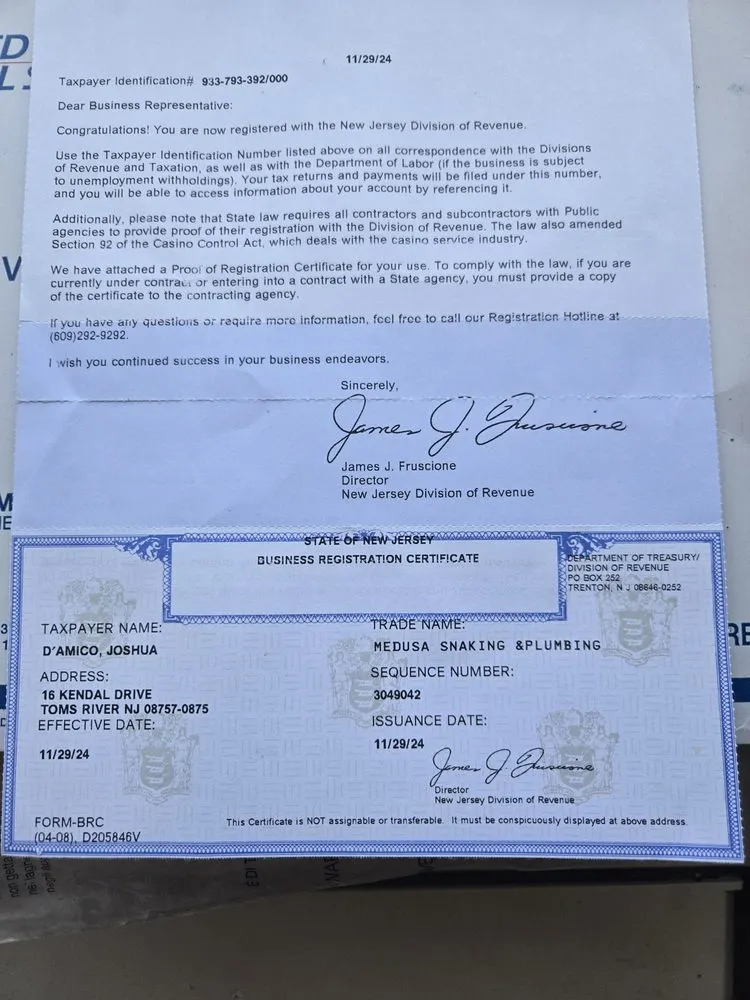 11/29/24
Taxpayer Identification# 933-793-392/000
Dear Business Representative:
Congratulations! You are now registered with the New Jersey Division of Revenue.
Use the Taxpayer Identification Number listed above on all correspondence with the Divisions
of Revenue and Taxation, as well as with the Department of Labor (if the business is subject
to unemployment withholdings). Your tax returns and payments will be filed under this number,
and you will be able to access information about your account by referencing it.
Additionally, please note that State law requires all contractors and subcontractors with Public
agencies to provide proof of their registration with the Division of Revenue. The law also amended
Section 92 of the Casino Control Act, which deals with the casino service industry.
We have attached a Proof of Registration Certificate for your use. To comply with the law, if you are
currently under contract or entering into a contract with a State agency, you must provide a copy
of the certificate to the contracting agency.
If you have any questions or require more information, feel free to call our Registration Hotline at
(609)292-9292.
I wish you continued success in your business endeavors.
Sincerely,
James J. Fruscione
James J. Fruscione
Director
New Jersey Division of Revenue
STATE OF NEW JERSEY
BUSINESS REGISTRATION CERTIFICATE
DEPARTMENT OF TREASURY/
DIVISION OF REVENUE
PO BOX 252
TRENTON, N J 08646-0252
TAXPAYER NAME:
D'AMICO, JOSHUA
TRADE NAME:
MEDUSA SNAKING &PLUMBING
ADDRESS:
16 KENDAL DRIVE
TOMS RIVER NJ 08757-0875
SEQUENCE NUMBER:
3049042
EFFECTIVE DATE:
11/29/24
ISSUANCE DATE:
11/29/24
James J. Fruscione
Director
New Jersey Division of Revenue
FORM-BRC
(04-08), D205846V
This Certificate is NOT assignable or transferable. It must be conspicuously displayed at above address.